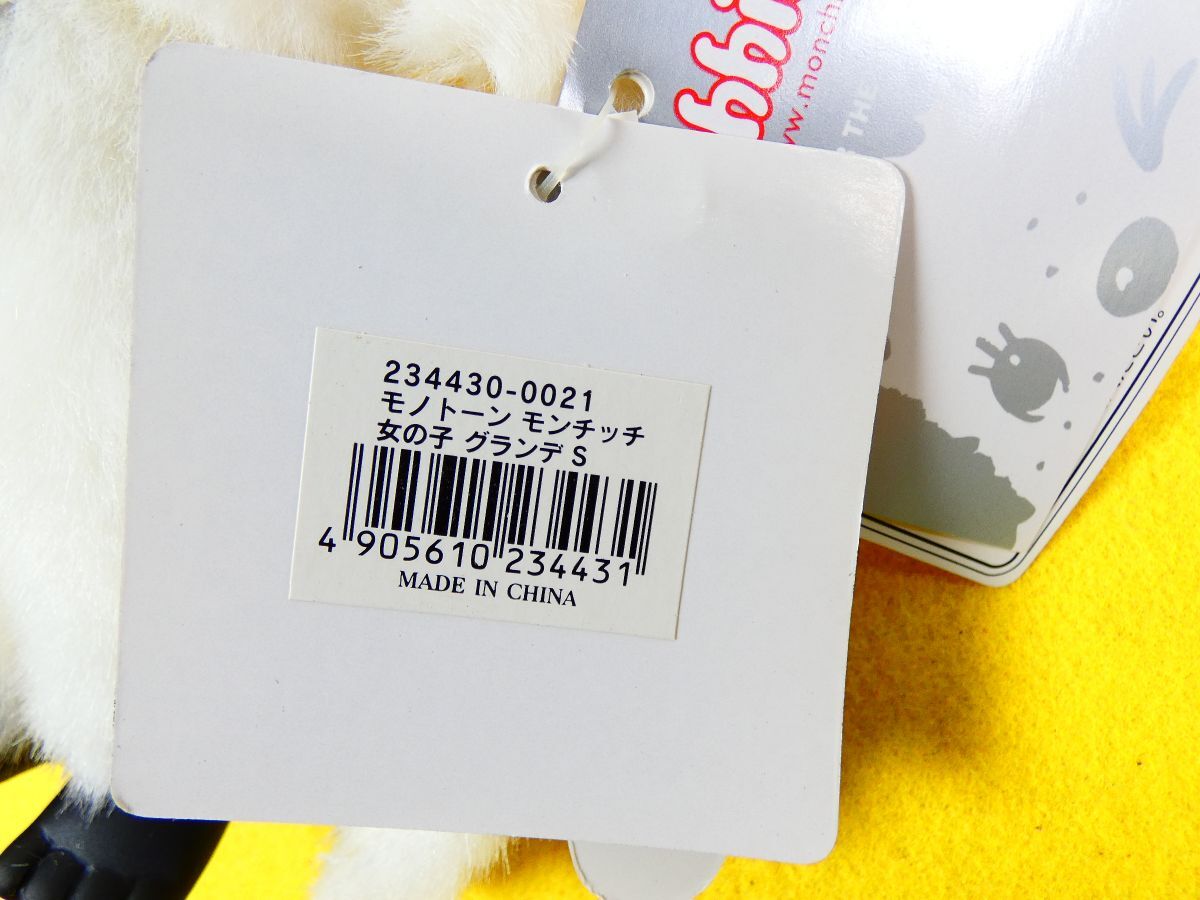 234430-0021
モノトーン モンチッチ
女の子 グランデ S
4 905610 234431
MADE IN CHINA
THE